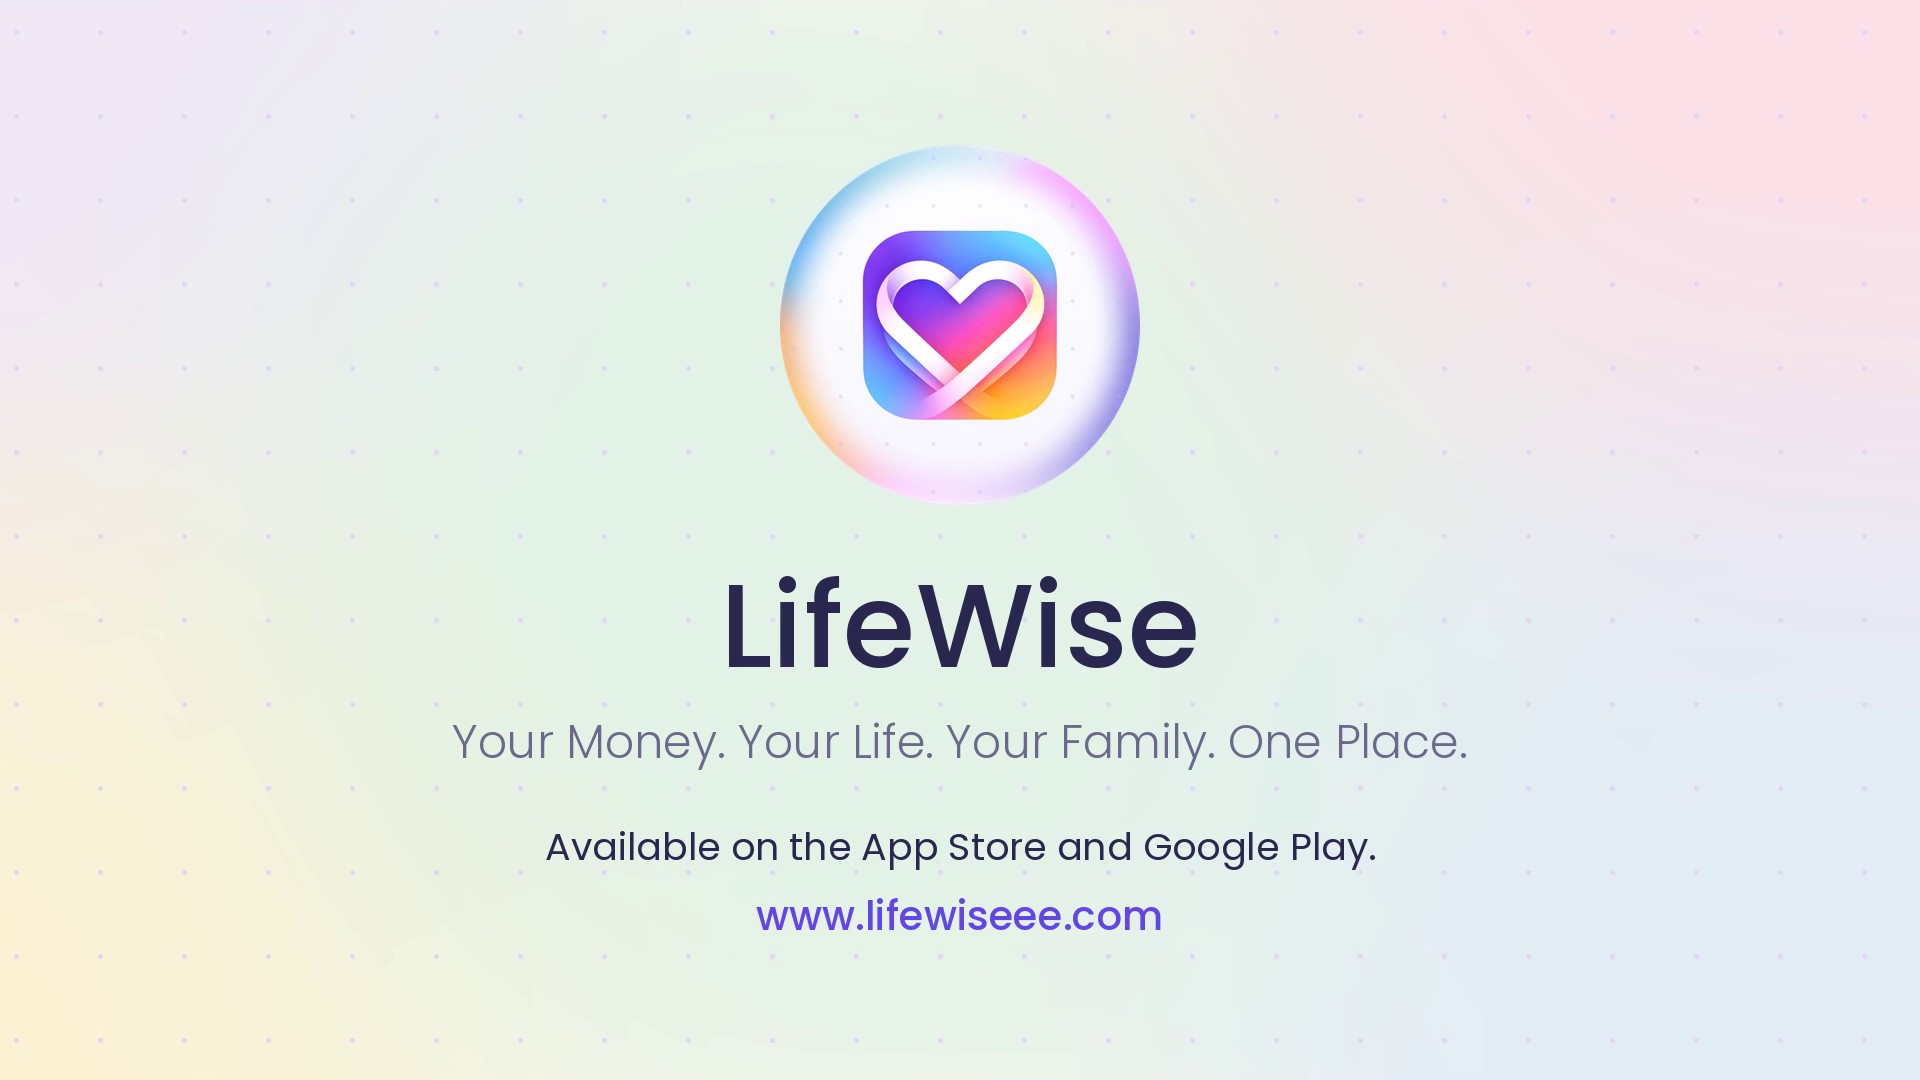 LifeWise
Your Money. Your Life. Your Family. One Place.
Available on the App Store and Google Play.
www.lifewiseee.com